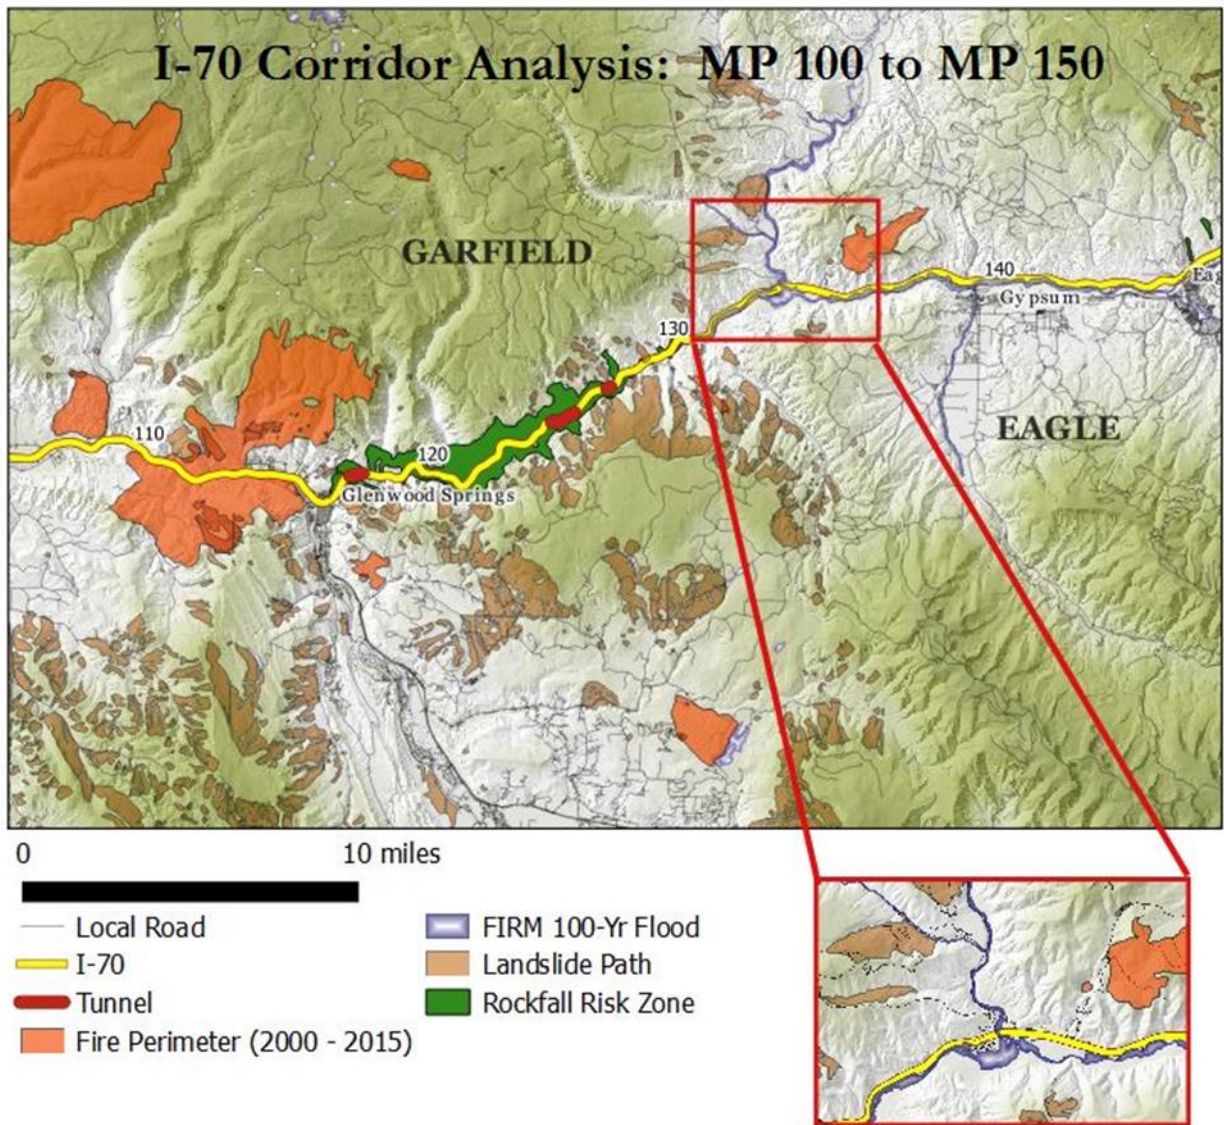 I-70 Corridor Analysis: MP 100 to MP 150
GARFIELD
140
Eag
Gypsum
130
EAGLE
110
120
Glenwood Springs
0 10 miles
Local Road
I-70
Tunnel
Fire Perimeter (2000 - 2015)
FIRM 100-Yr Flood
Landslide Path
Rockfall Risk Zone